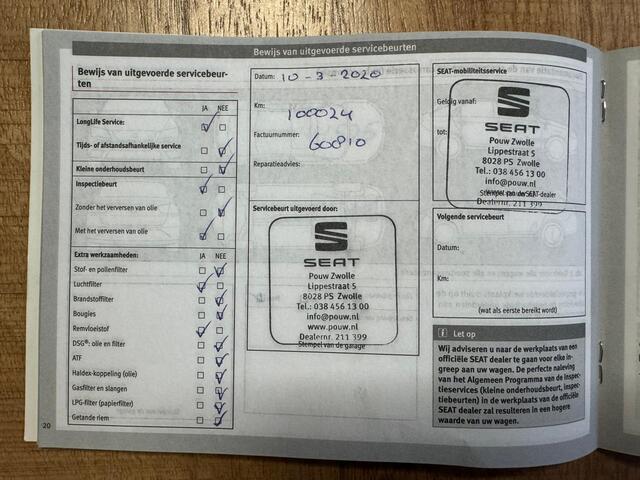 Bewijs van uitgevoerde servicebeurten
Bewijs van uitgevoerde servicebeur-
ten
JA NEE
LongLife Service:
Tijds- of afstandsafhankelijke service
Kleine onderhoudsbeurt
Inspectiebeurt
Zonder het verversen van olie
Met het verversen van olie
Extra werkzaamheden: JA NEE
Stof- en pollenfilter
Luchtfilter
Brandstoffilter
Bougies
Remvloeistof
DSG®: olie en filter
ATF
Haldex-koppeling (olie)
Gasfilter en slangen
LPG-filter (papierfilter)
Getande riem
20
Datum: 10-3-2020
Km: 100024
Factuurnummer: 60810
Reparatieadvies:
Servicebeurt uitgevoerd door:
SEAT
Pouw Zwolle
Lippestraat 5
8028 PS Zwolle
Tel.: 038 456 13 00
info@pouw.nl
www.pouw.nl
Dealernr. 211 399
Stempel van de garage
SEAT-mobiliteitsservice
Geldig vanaf:
tot:
SEAT
Pouw Zwolle
Lippestraat 5
8028 PS Zwolle
Tel.: 038 456 13 00
info@pouw.nl
Stempel van de SEAT-dealer
Dealernr. 211 399
Volgende servicebeurt
Datum:
Km:
(wat als eerste bereikt wordt)
i Let op
Wij adviseren u naar de werkplaats van een
officiële SEAT dealer te gaan voor elke in-
greep aan uw wagen. De perfecte naleving
van het Algemeen Programma van de inspec-
tieservices (kleine onderhoudsbeurt, inspec-
tiebeurten) in de werkplaats van de officiële
SEAT dealer zal resulteren in een hogere
waarde van uw wagen.